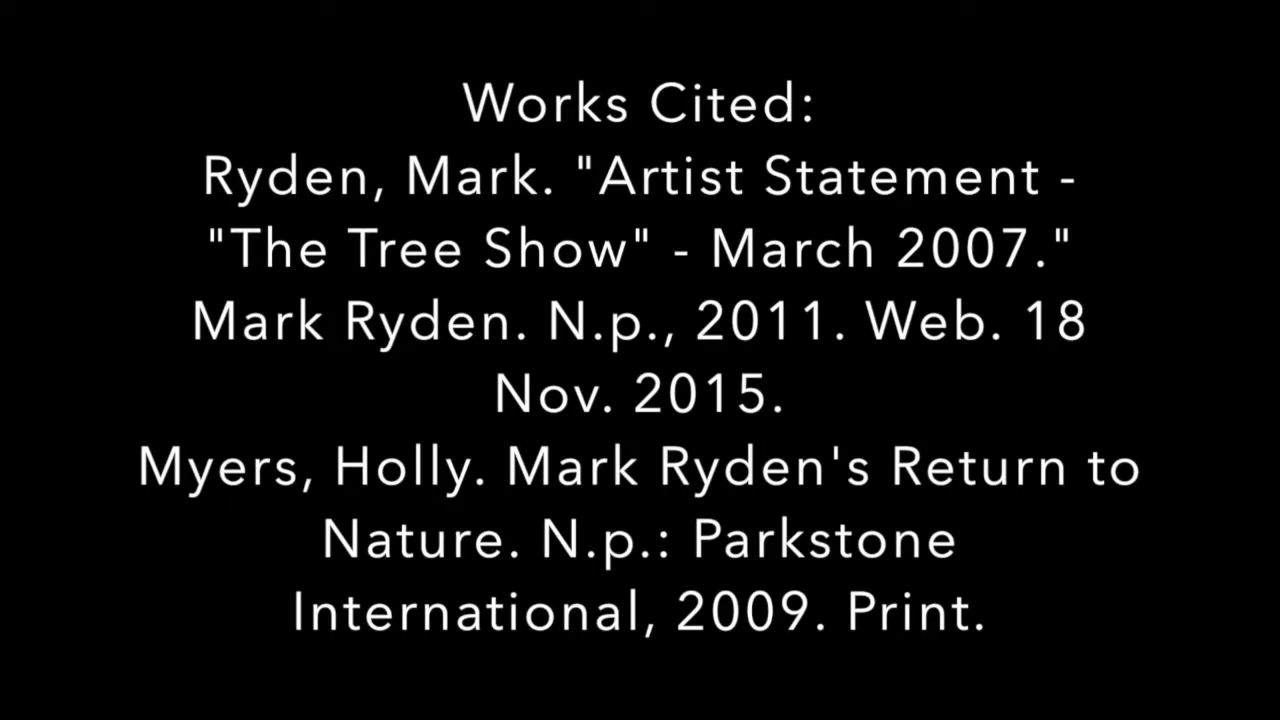 Works Cited:
Ryden, Mark. "Artist Statement -
"The Tree Show" - March 2007."
Mark Ryden. N.p., 2011. Web. 18
Nov. 2015.
Myers, Holly. Mark Ryden's Return to
Nature. N.p.: Parkstone
International, 2009. Print.